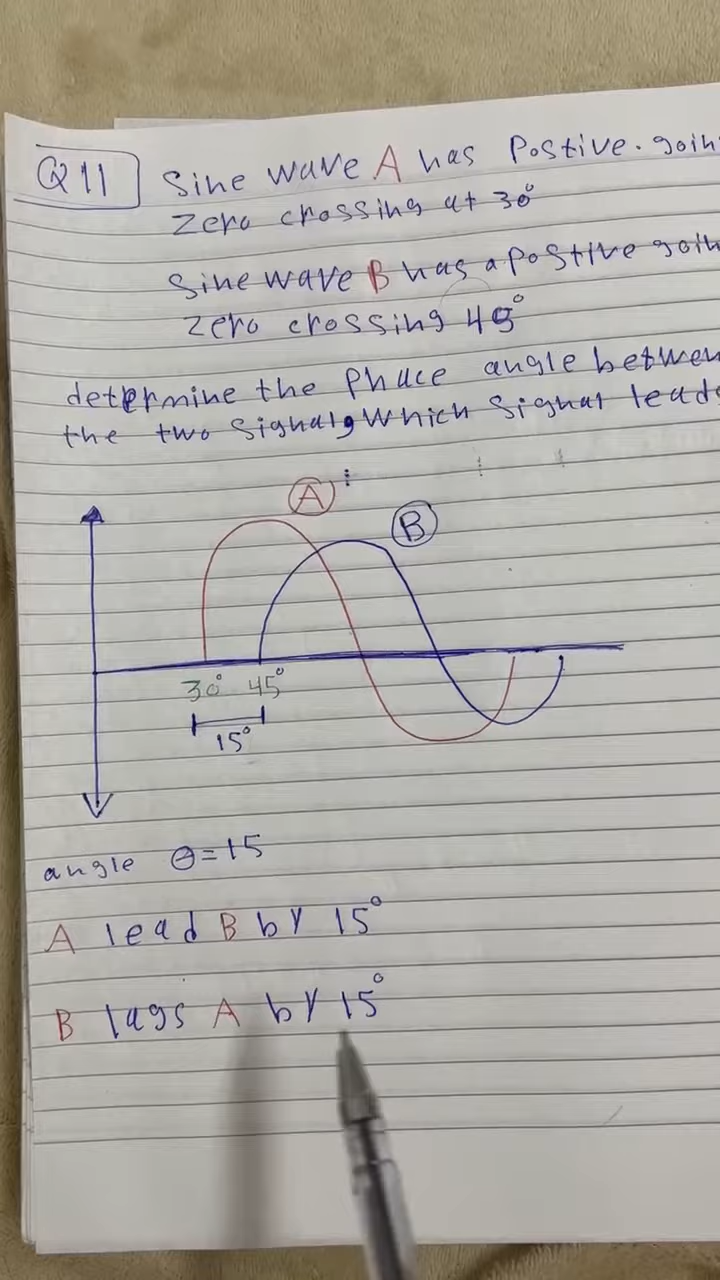 Q11 Sine wave A has Postive. goin
Zero crossing at 30°
Sine wave B has a postive goin
Zero crossing 45°
determine the Phace angle betwen
the two Signals, Which Signal leads
A
B
30° 45°
15°
angle θ=15
A lead B by 15°
B lags A by 15°